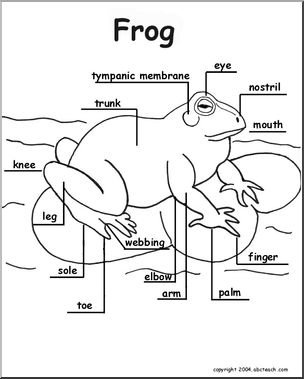 Frog
eye
tympanic membrane
nostril
trunk
mouth
knee
leg
webbing
finger
sole
elbow
arm
palm
toe
copyright 2004, abcteach.com